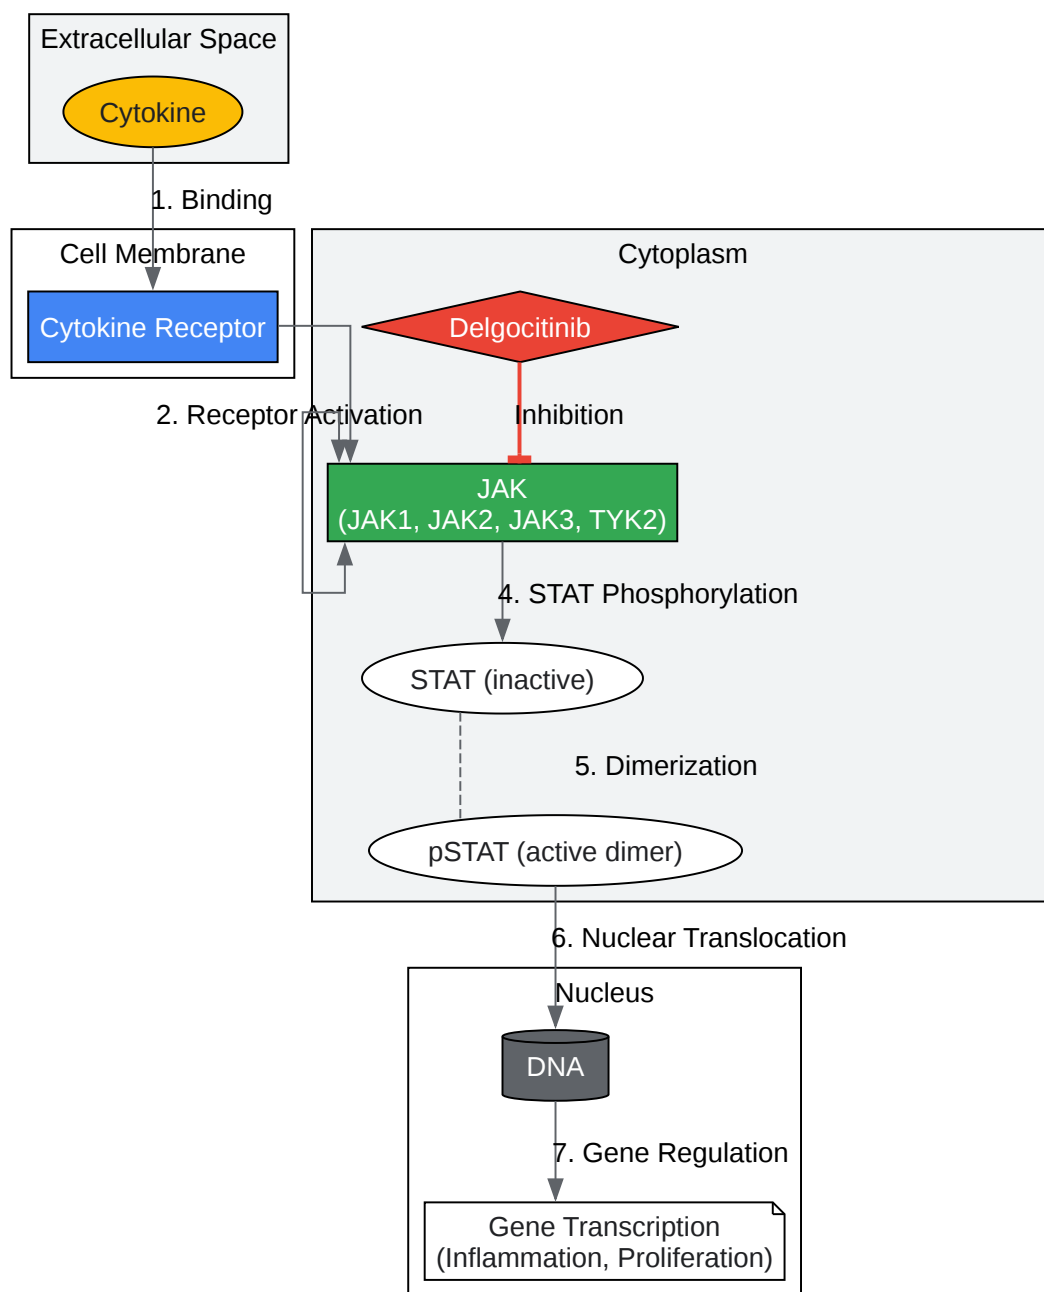 Extracellular Space
Cytokine
1. Binding
Cell Membrane
Cytokine Receptor
Cytoplasm
Delgocitinib
2. Receptor Activation
Inhibition
JAK
(JAK1, JAK2, JAK3, TYK2)
4. STAT Phosphorylation
STAT (inactive)
5. Dimerization
pSTAT (active dimer)
6. Nuclear Translocation
Nucleus
DNA
7. Gene Regulation
Gene Transcription
(Inflammation, Proliferation)